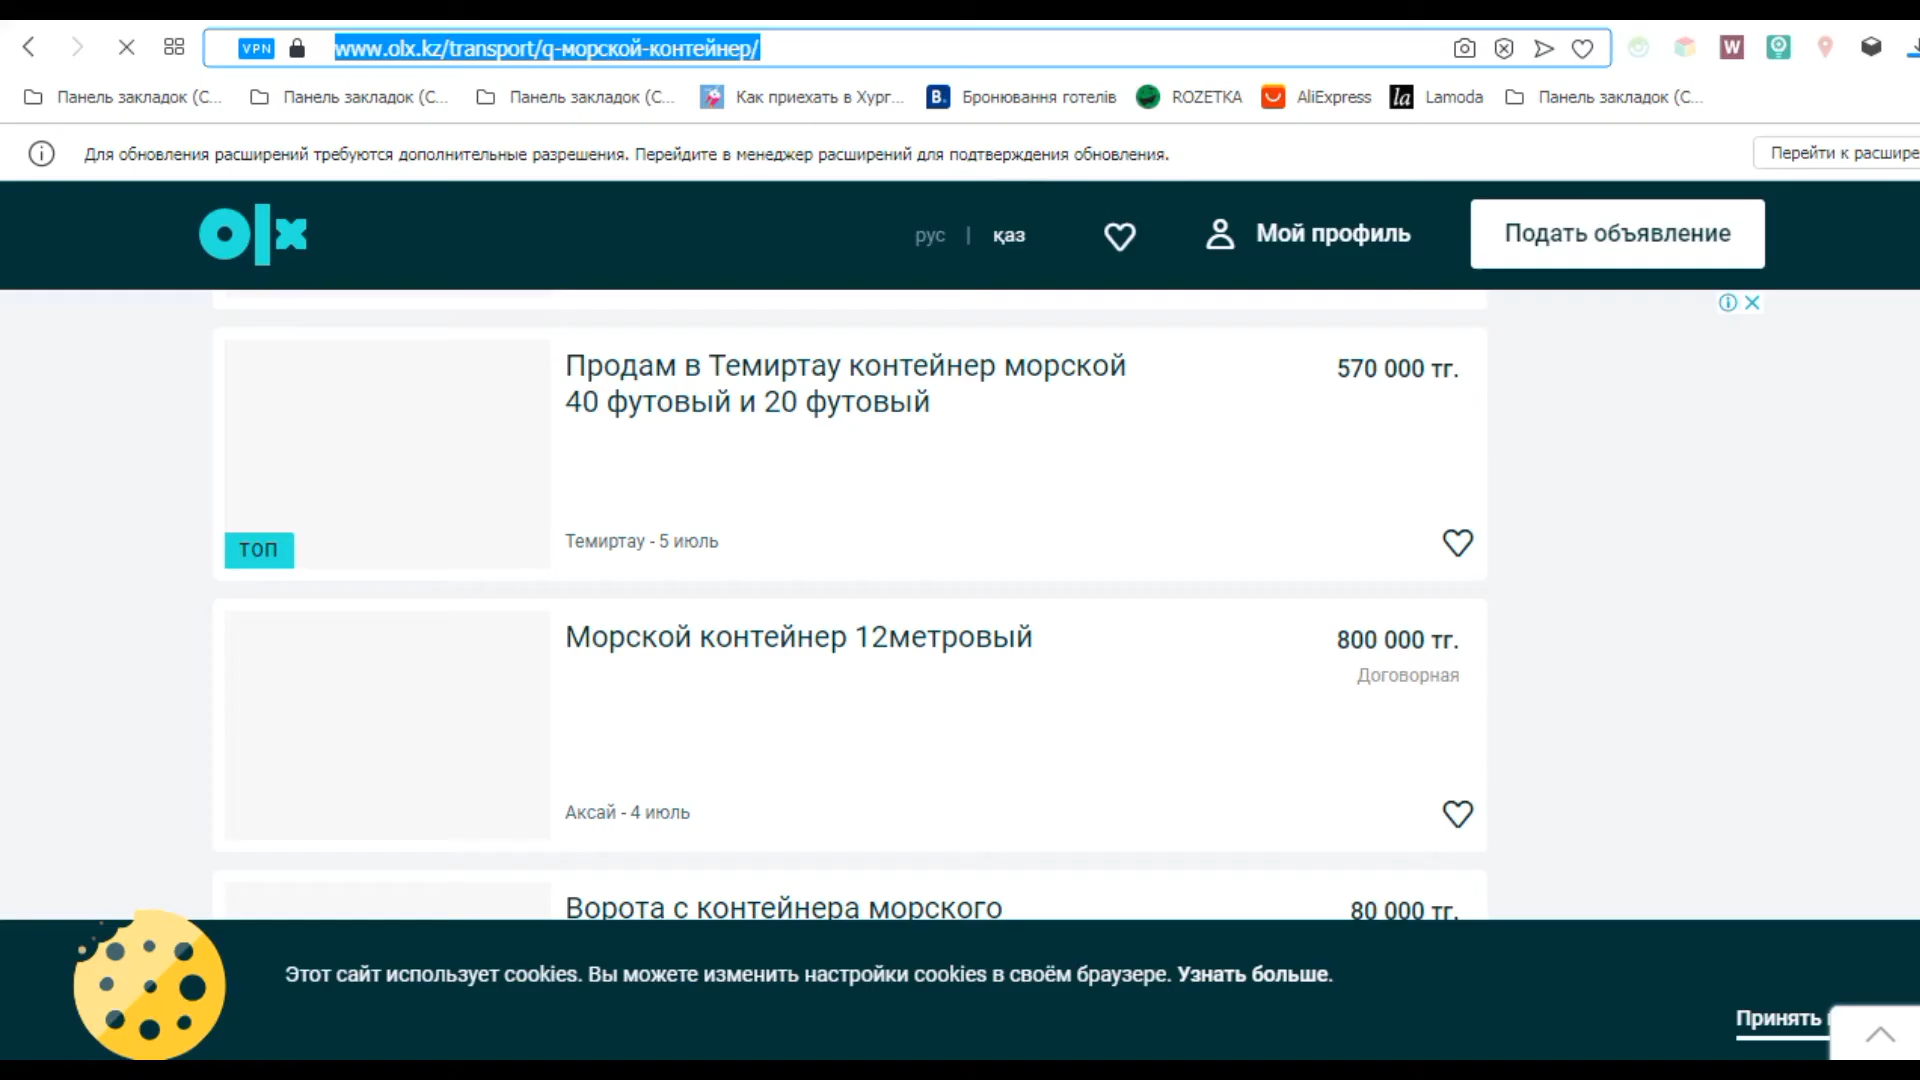 VPN
www.olx.kz/transport/q-морской-контейнер/
W
Панель закладок (С...
Панель закладок (С...
Панель закладок (С...
Как приехать в Хург...
B.
Бронювання готелів
ROZETKA
AliExpress
la
Lamoda
Панель закладок (С...
Для обновления расширений требуются дополнительные разрешения. Перейдите в менеджер расширений для подтверждения обновления.
Перейти к расшире
olx
рус | қаз
Мой профиль
Подать объявление
Продам в Темиртау контейнер морской
40 футовый и 20 футовый
570 000 тг.
ТОП
Темиртау - 5 июль
Морской контейнер 12метровый
800 000 тг.
Договорная
Аксай - 4 июль
Ворота с контейнера морского
80 000 тг.
Этот сайт использует cookies. Вы можете изменить настройки cookies в своём браузере. Узнать больше.
Принять